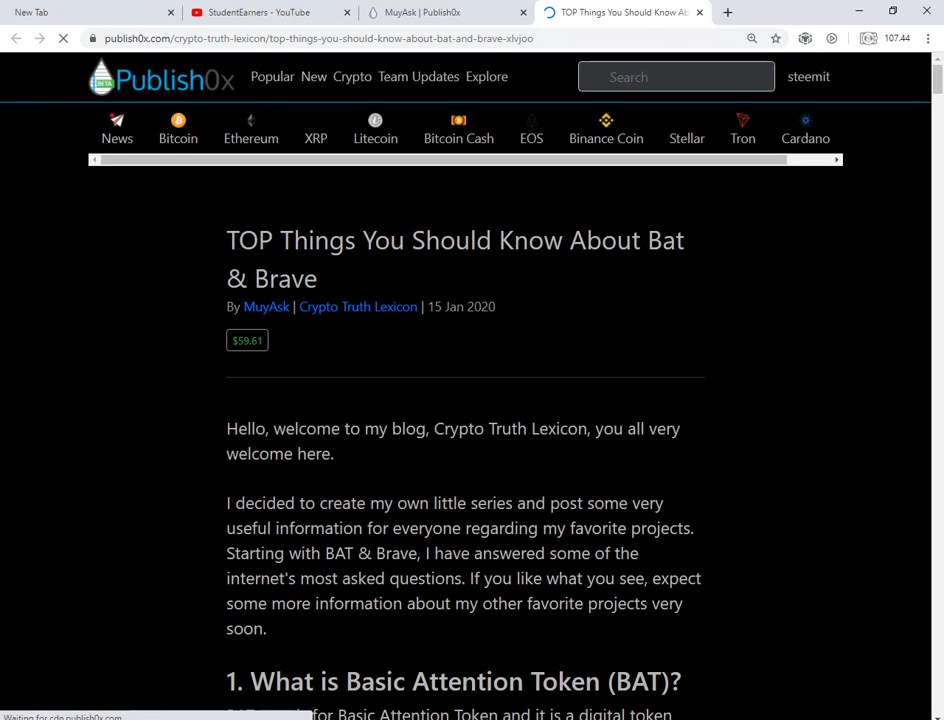 New Tab
StudentEarners - YouTube
MuyAsk | Publish0x
TOP Things You Should Know Ab
publish0x.com/crypto-truth-lexicon/top-things-you-should-know-about-bat-and-brave-xlvjoo
107.44
BETA
Publish0x
Popular New Crypto Team Updates Explore
Search
steemit
News
Bitcoin
Ethereum
XRP
Litecoin
Bitcoin Cash
EOS
Binance Coin
Stellar
Tron
Cardano
TOP Things You Should Know About Bat
& Brave
By MuyAsk | Crypto Truth Lexicon | 15 Jan 2020
$59.61
Hello, welcome to my blog, Crypto Truth Lexicon, you all very
welcome here.
I decided to create my own little series and post some very
useful information for everyone regarding my favorite projects.
Starting with BAT & Brave, I have answered some of the
internet's most asked questions. If you like what you see, expect
some more information about my other favorite projects very
soon.
1. What is Basic Attention Token (BAT)?
for Basic Attention Token and it is a digital token
Waiting for cdn.publish0x.com